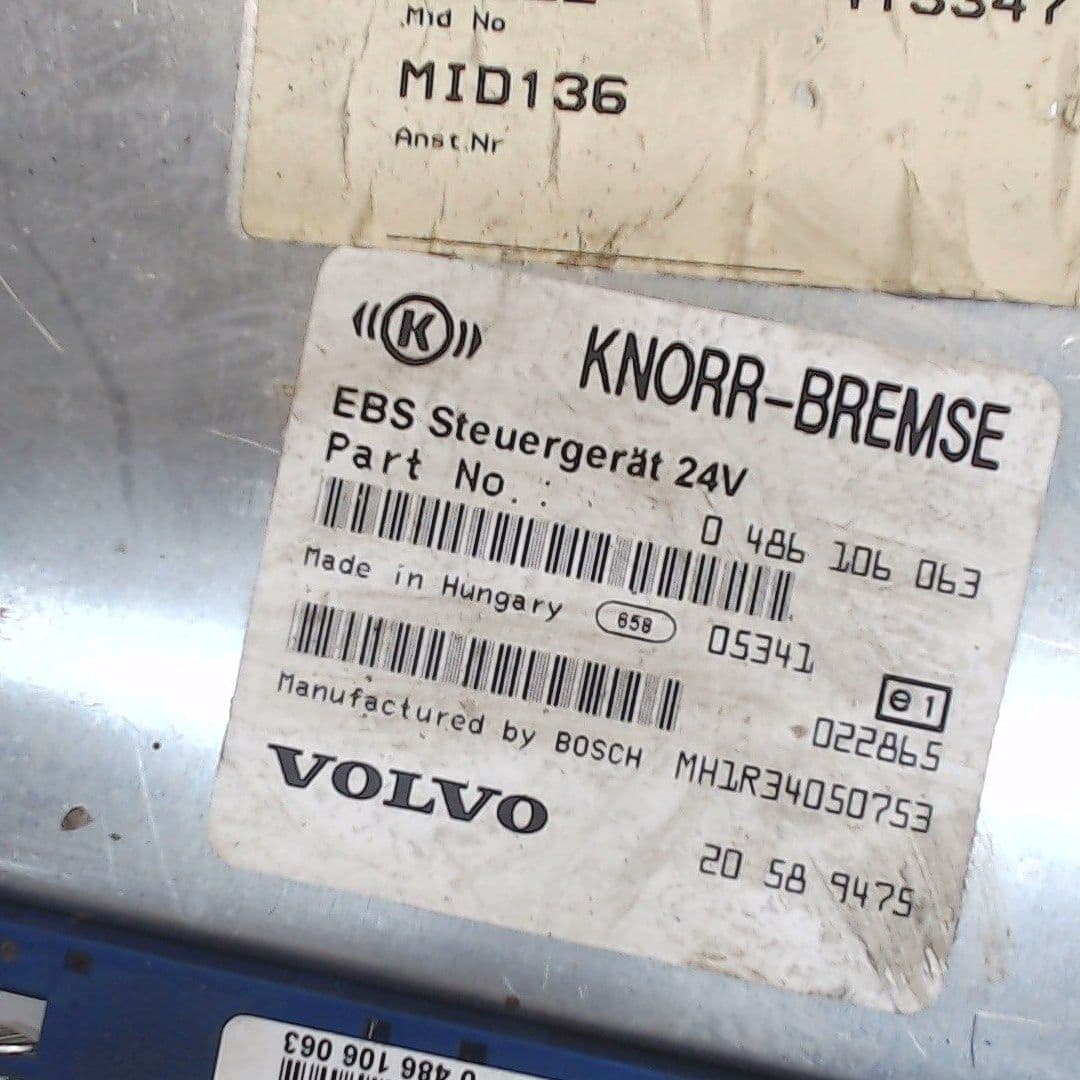 Mid No
MID136
Anst.Nr
K
KNORR-BREMSE
EBS Steuergerät 24V
Part No.:
0 486 106 063
Made in Hungary 658 05341
e 1
022865
Manufactured by BOSCH MH1R34050753
VOLVO
20 58 9475
0 486 106 063